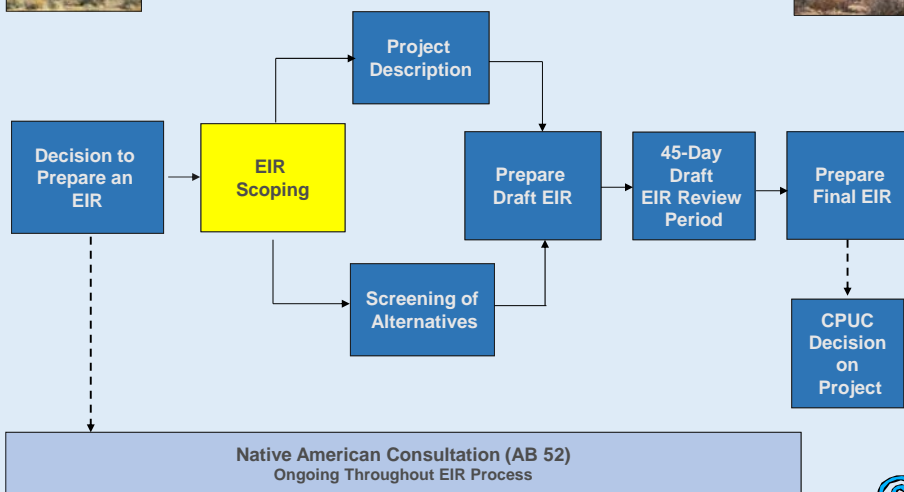 Decision to
Prepare an
EIR
EIR
Scoping
Project
Description
Screening of
Alternatives
Prepare
Draft EIR
45-Day
Draft
EIR Review
Period
Prepare
Final EIR
CPUC
Decision
on
Project
Native American Consultation (AB 52)
Ongoing Throughout EIR Process